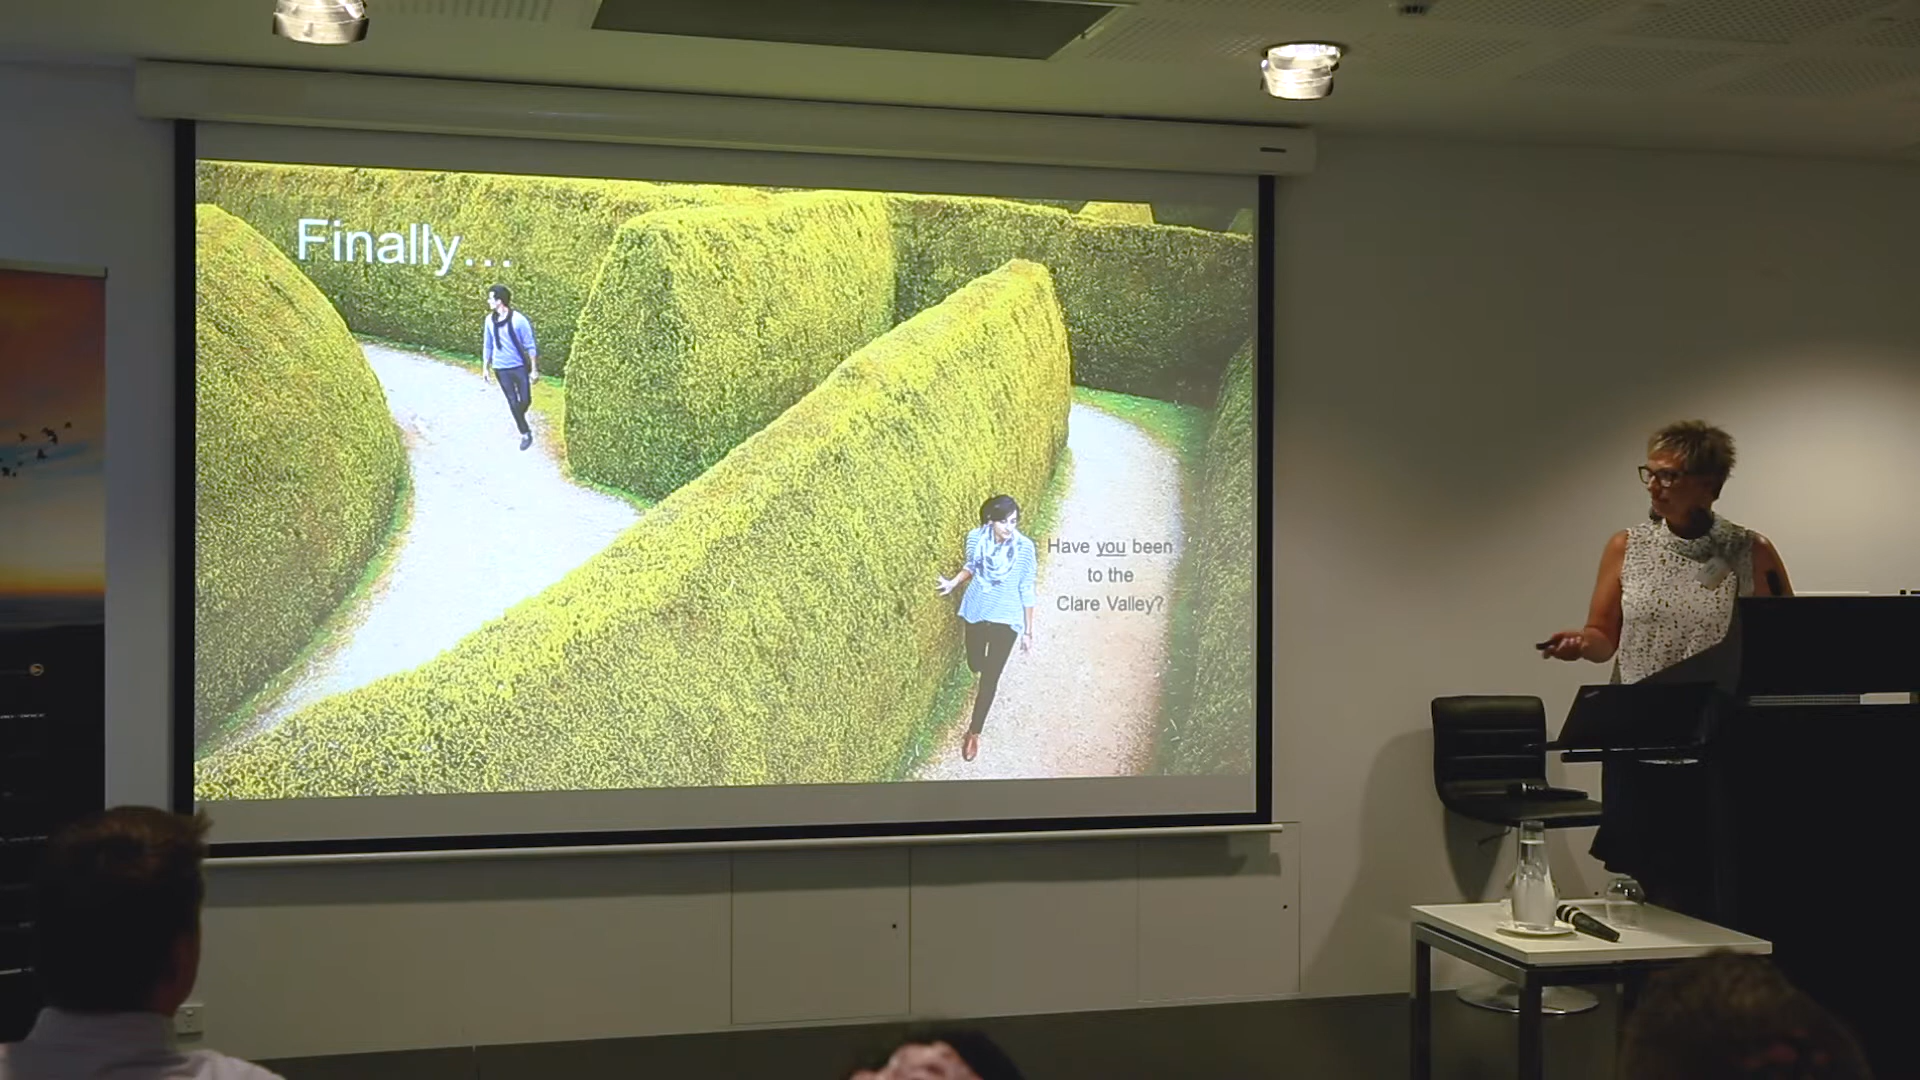 Finally...
Have you been
to the
Clare Valley?